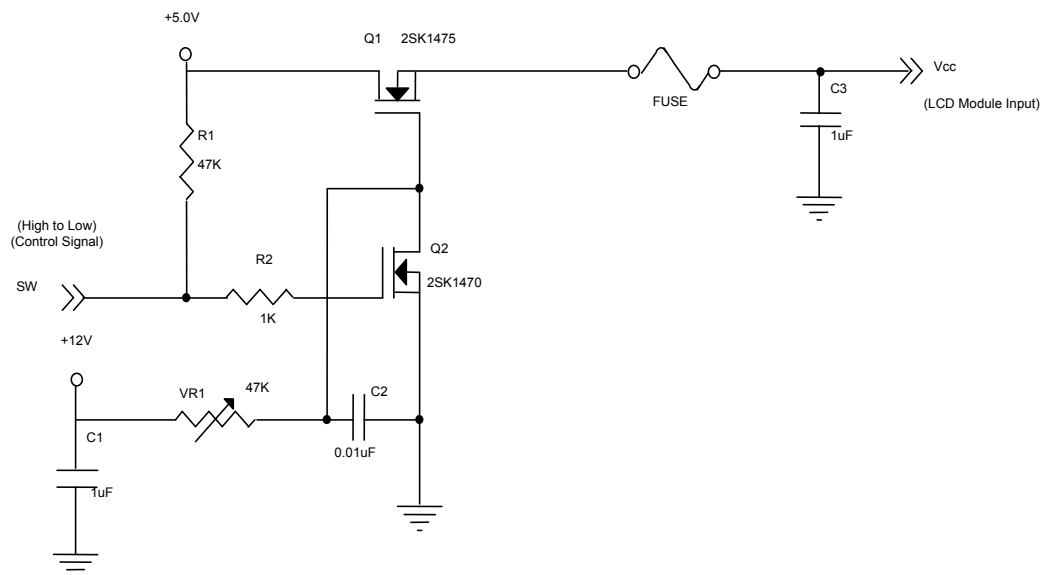 +5.0V
Q1 2SK1475
Vcc
FUSE
C3
(LCD Module Input)
R1
1uF
47K
(High to Low)
(Control Signal)
Q2
R2
2SK1470
SW
1K
+12V
47K
VR1
C2
C1
0.01uF
1uF